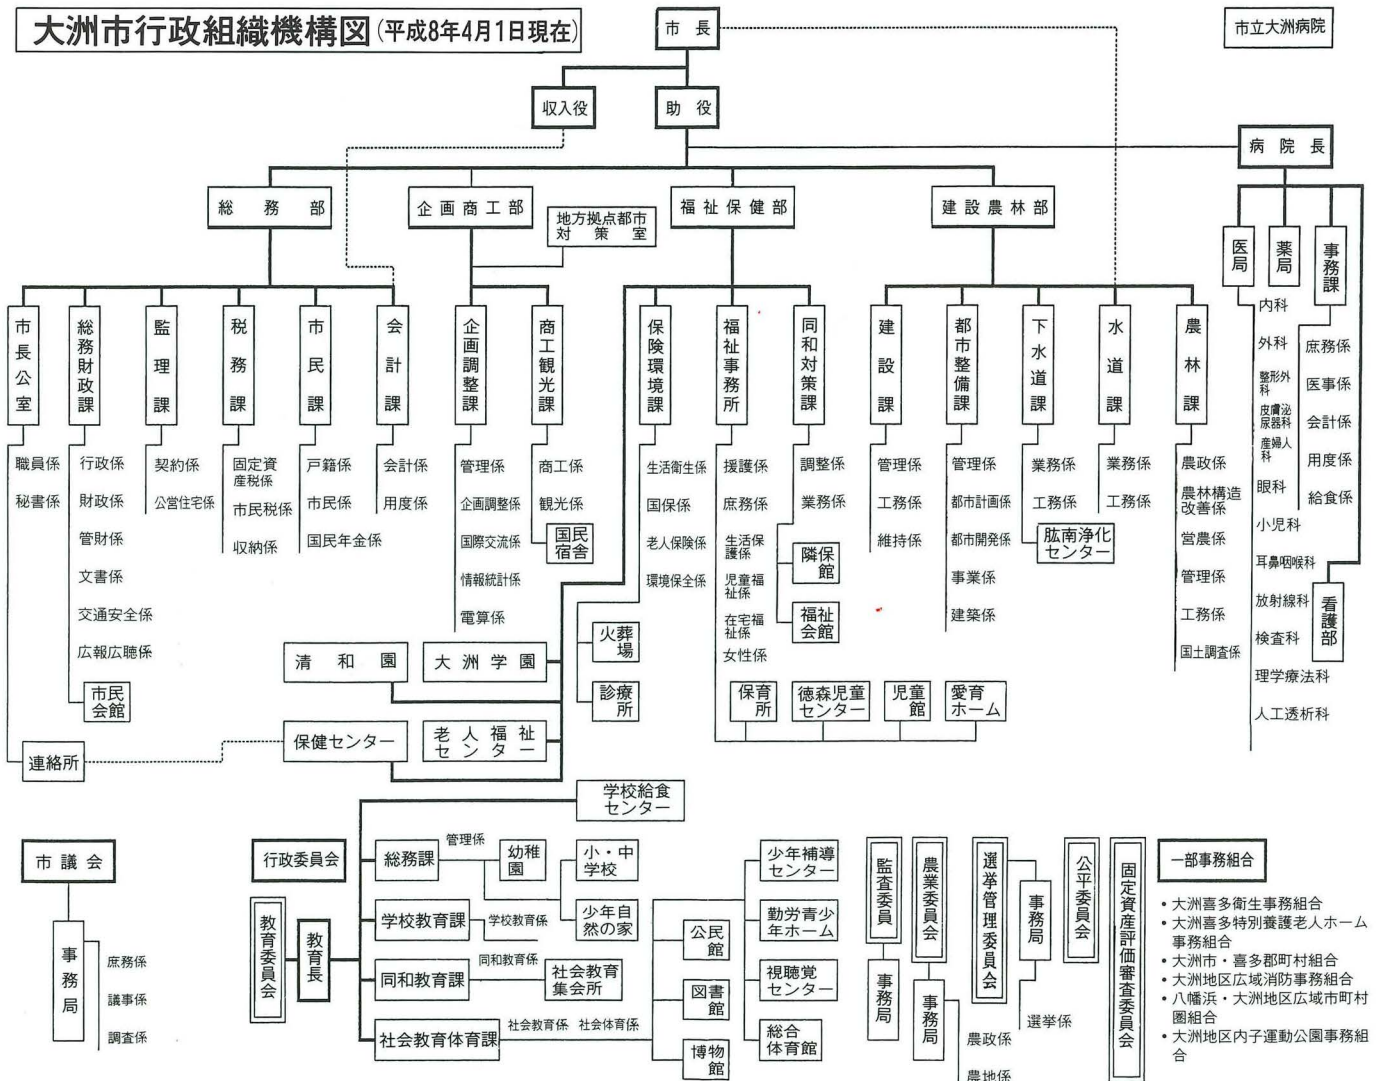 大洲市行政組織機構図(平成8年4月1日現在)
市長
市立大洲病院
収入役
助役
病院長
総務部
企画商工部
地方拠点都市
対策室
福祉保健部
建設農林部
医局
薬局
事務課
市長公室
総務財政課
監理課
税務課
市民課
会計課
企画調整課
商工観光課
保険環境課
福祉事務所
同和対策課
建設課
都市整備課
下水道課
水道課
農林課
職員係
秘書係
行政係
財政係
管財係
文書係
交通安全係
広報広聴係
市民
会館
契約係
公営住宅係
固定資
産税係
市民税係
収納係
戸籍係
市民係
国民年金係
会計係
用度係
管理係
企画調整係
国際交流係
情報統計係
電算係
商工係
観光係
国民
宿舎
生活衛生係
国保係
老人保険係
環境保全係
火葬
場
診療
所
援護係
庶務係
生活保
護係
児童福
祉係
在宅福
祉係
女性係
保育
所
徳森児童
センター
児童
館
愛育
ホーム
調整係
業務係
隣保
館
福祉
会館
管理係
工務係
維持係
管理係
都市計画係
都市開発係
事業係
建築係
業務係
工務係
肱南浄化
センター
業務係
工務係
農政係
農林構造
改善係
営農係
管理係
工務係
国土調査係
内科
外科
整形外
科
皮膚泌
尿器科
産婦人
科
眼科
小児科
耳鼻咽喉科
放射線科
検査科
理学療法科
人工透析科
庶務係
医事係
会計係
用度係
給食係
看護部
清和園
大洲学園
保健センター
老人福祉
センター
連絡所
市議会
事務局
庶務係
議事係
調査係
行政委員会
教育委員会
教育長
学校給食
センター
総務課
管理係
幼稚
園
小・中
学校
少年自
然の家
学校教育課
学校教育係
同和教育課
同和教育係
社会教育
集会所
社会教育体育課
社会教育係
社会体育係
公民
館
図書
館
博物
館
少年補導
センター
勤労青少
年ホーム
視聴覚
センター
総合
体育館
監査委員
事務局
農業委員会
事務局
農政係
農地係
選挙管理委員会
事務局
選挙係
公平委員会
固定資産評価審査委員会
一部事務組合
・大洲喜多衛生事務組合
・大洲喜多特別養護老人ホーム
事務組合
・大洲市・喜多郡町村組合
・大洲地区広域消防事務組合
・八幡浜・大洲地区広域市町村
圏組合
・大洲地区内子運動公園事務組
合